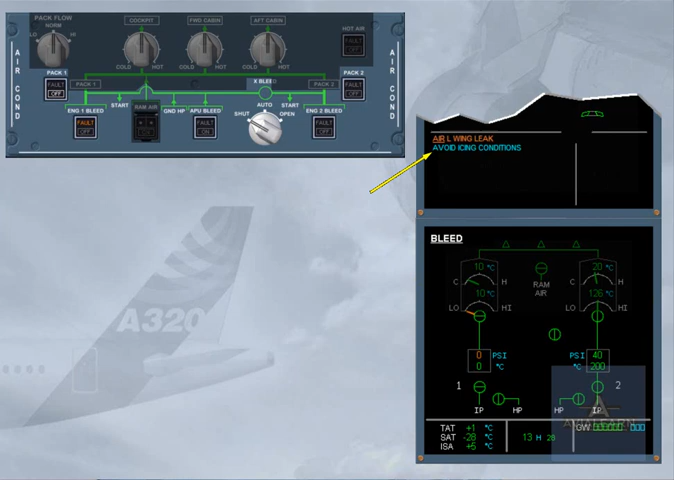 PACK FLOW
NORM
LO HI
COCKPIT
FWD CABIN
AFT CABIN
HOT AIR
FAULT
OFF
COLD HOT
COLD HOT
COLD HOT
AIR COND
AIR COND
PACK 1
FAULT
OFF
PACK 1
X BLEED
PACK 2
PACK 2
FAULT
OFF
START
RAM AIR
AUTO
START
ENG 1 BLEED
GND HP
APU BLEED
SHUT
OPEN
ENG 2 BLEED
FAULT
OFF
ON
FAULT
ON
FAULT
OFF
AIR L WING LEAK
AVOID ICING CONDITIONS
BLEED
10 °C
20 °C
C H
C H
10 °C
RAM
AIR
126 °C
LO HI
LO HI
0 PSI
0 °C
PSI 40
°C 200
1
2
IP HP
HP IP
TAT +1 °C
SAT -28 °C
ISA +5 °C
13 H 28
GW
A320
AVIALEARN